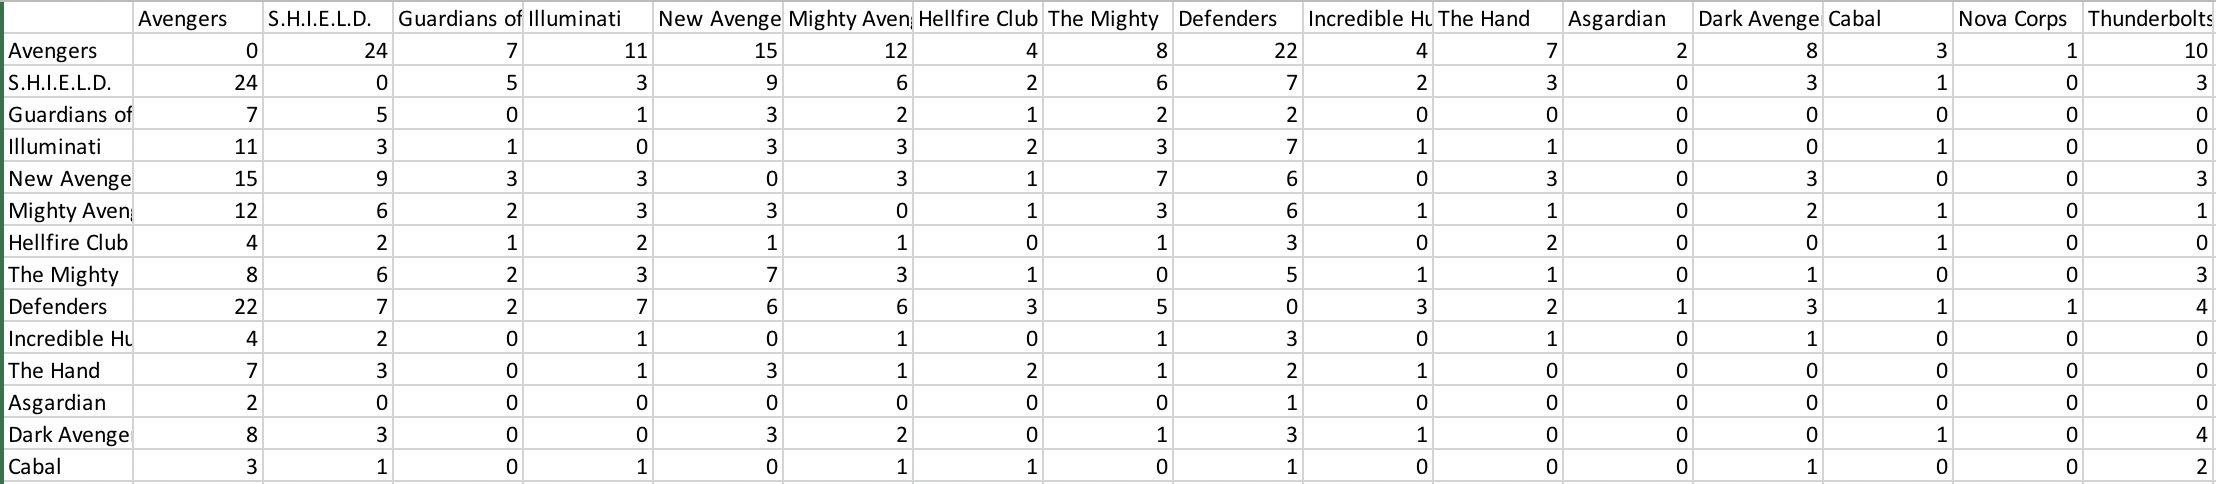 Avengers S.H.I.E.L.D. Guardians of Illuminati New Avenge Mighty Aven Hellfire Club The Mighty Defenders Incredible Hu The Hand Asgardian Dark Avenge Cabal Nova Corps Thunderbolts
Avengers 0 24 7 11 15 12 4 8 22 4 7 2 8 3 1 10
S.H.I.E.L.D. 24 0 5 3 9 6 2 6 7 2 3 0 3 1 0 3
Guardians of 7 5 0 1 3 2 1 2 2 0 0 0 0 0 0 0
Illuminati 11 3 1 0 3 3 2 3 7 1 1 0 0 1 0 0
New Avenge 15 9 3 3 0 3 1 7 6 0 3 0 3 0 0 3
Mighty Aven 12 6 2 3 3 0 1 3 6 1 1 0 2 1 0 1
Hellfire Club 4 2 1 2 1 1 0 1 3 0 2 0 0 1 0 0
The Mighty 8 6 2 3 7 3 1 0 5 1 1 0 1 0 0 3
Defenders 22 7 2 7 6 6 3 5 0 3 2 1 3 1 1 4
Incredible Hu 4 2 0 1 0 1 0 1 3 0 1 0 1 0 0 0
The Hand 7 3 0 1 3 1 2 1 2 1 0 0 0 0 0 0
Asgardian 2 0 0 0 0 0 0 0 1 0 0 0 0 0 0 0
Dark Avenge 8 3 0 0 3 2 0 1 3 1 0 0 0 1 0 4
Cabal 3 1 0 1 0 1 1 0 1 0 0 0 1 0 0 2